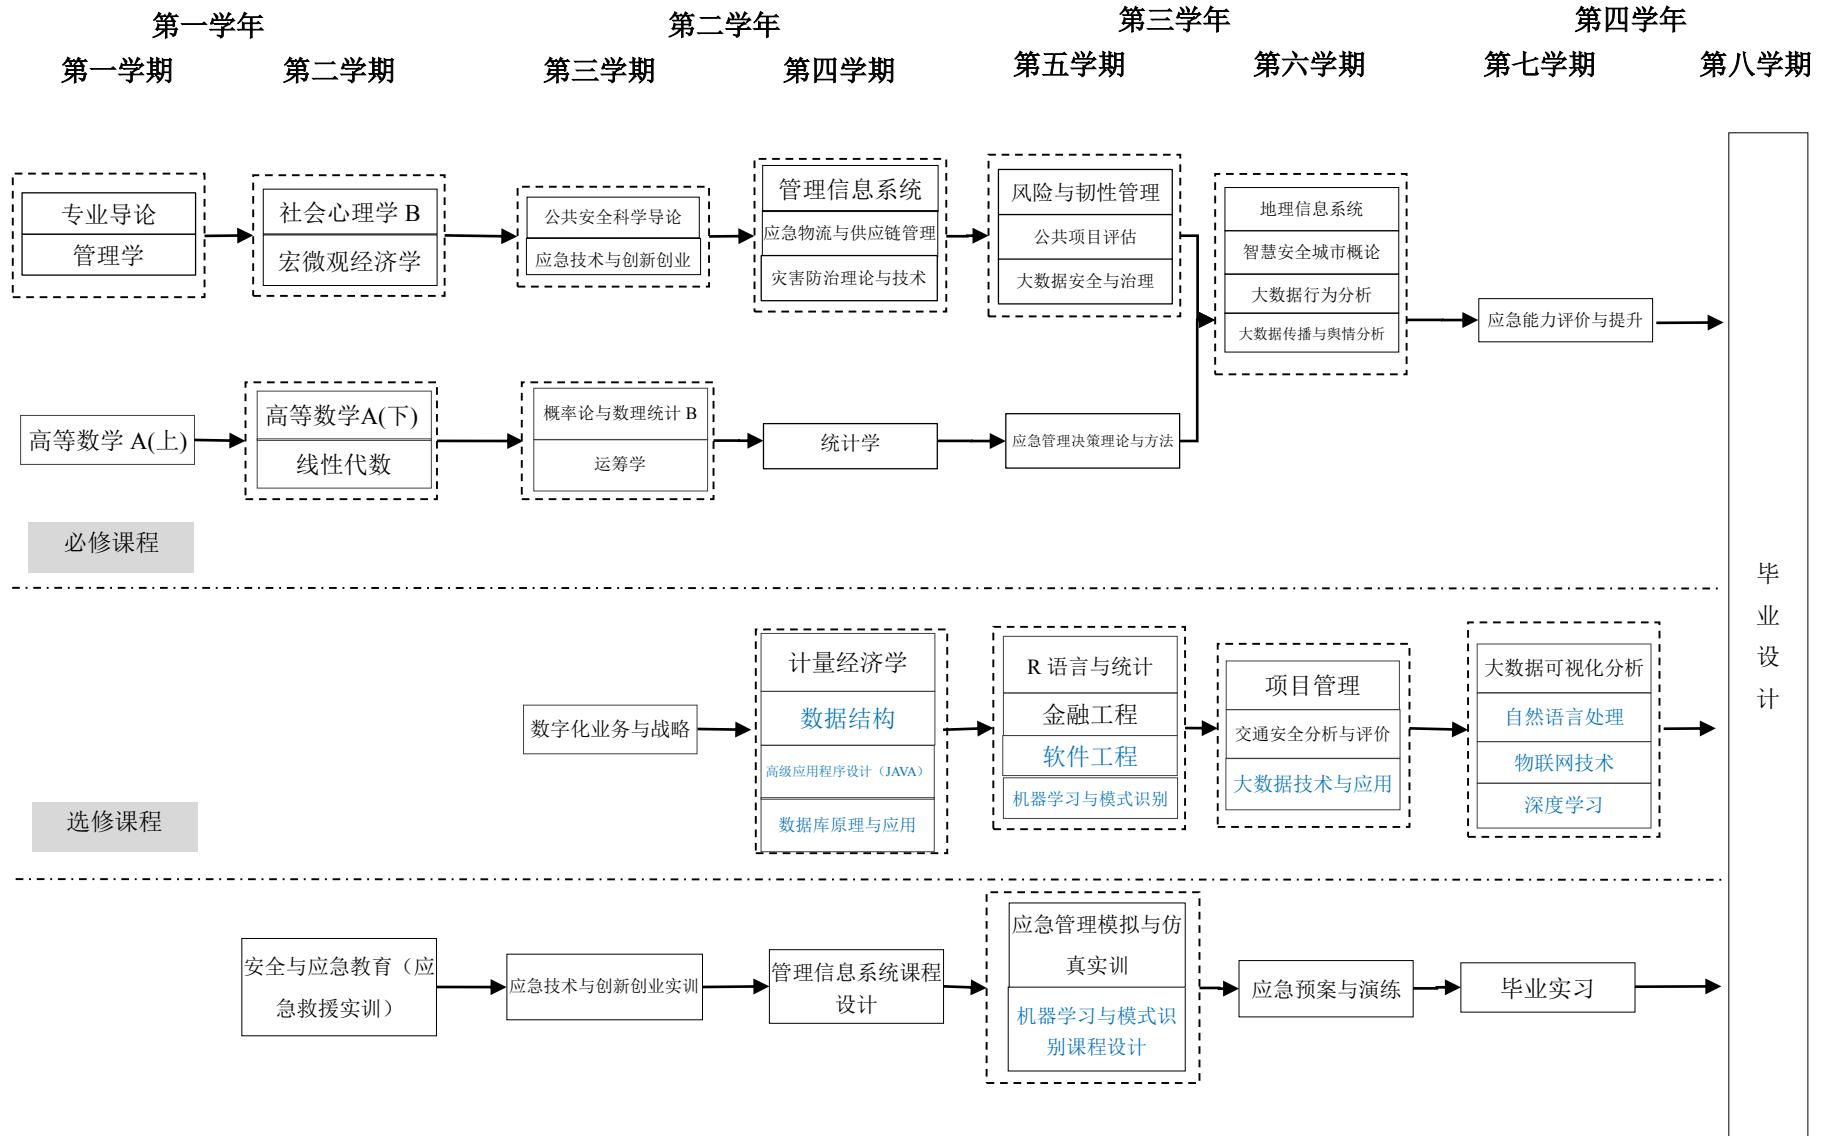 第一学年
第二学年
第三学年
第四学年
第一学期
第二学期
第三学期
第四学期
第五学期
第六学期
第七学期
第八学期
专业导论
管理学
社会心理学 B
宏微观经济学
公共安全科学导论
应急技术与创新创业
管理信息系统
应急物流与供应链管理
灾害防治理论与技术
风险与韧性管理
公共项目评估
大数据安全与治理
地理信息系统
智慧安全城市概论
大数据行为分析
大数据传播与舆情分析
应急能力评价与提升
高等数学 A(上)
高等数学A(下)
线性代数
概率论与数理统计 B
运筹学
统计学
应急管理决策理论与方法
必修课程
数字化业务与战略
计量经济学
数据结构
高级应用程序设计（JAVA）
数据库原理与应用
R 语言与统计
金融工程
软件工程
机器学习与模式识别
项目管理
交通安全分析与评价
大数据技术与应用
大数据可视化分析
自然语言处理
物联网技术
深度学习
选修课程
安全与应急教育（应
急救援实训）
应急技术与创新创业实训
管理信息系统课程
设计
应急管理模拟与仿
真实训
机器学习与模式识
别课程设计
应急预案与演练
毕业实习
毕
业
设
计